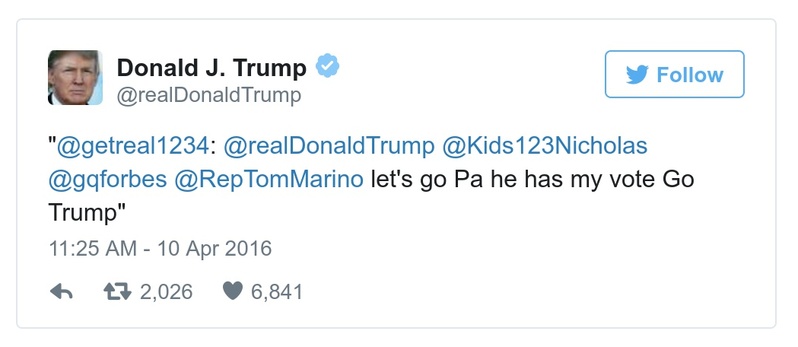 Donald J. Trump
@realDonaldTrump
Follow
"@getreal1234: @realDonaldTrump @Kids123Nicholas
@gqforbes @RepTomMarino let's go Pa he has my vote Go
Trump"
11:25 AM - 10 Apr 2016
2,026 6,841